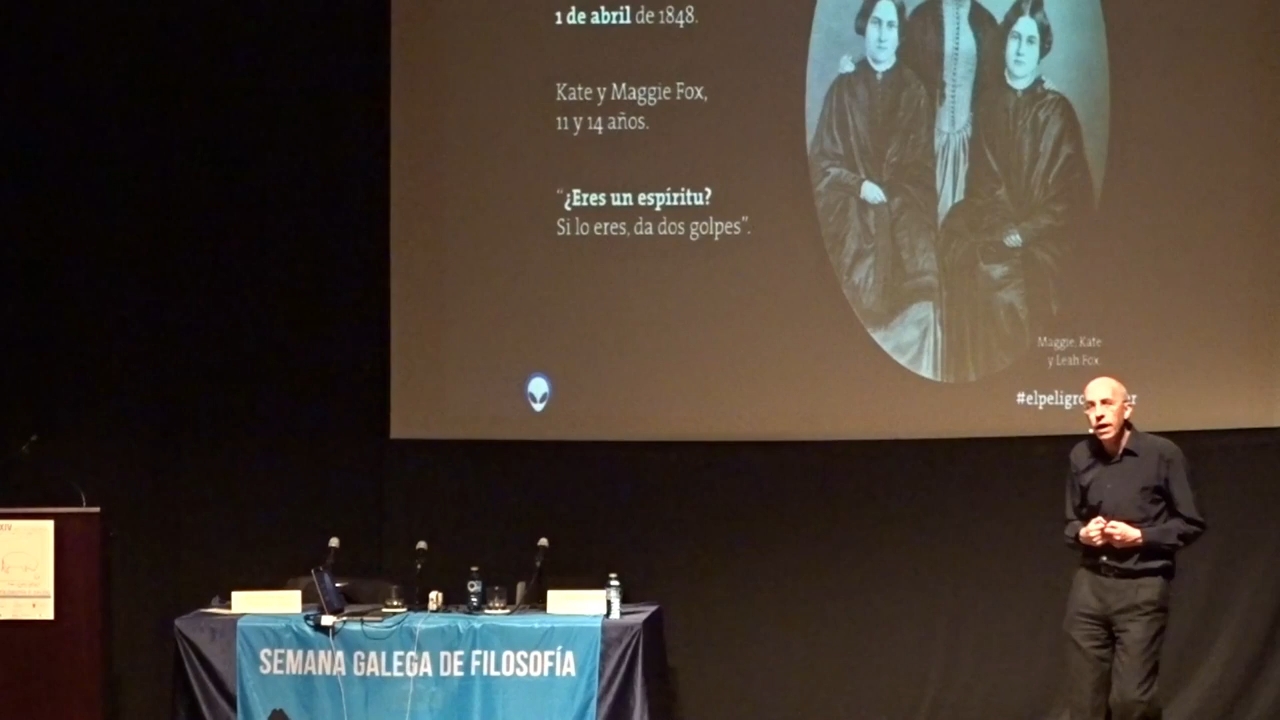 1 de abril de 1848.
Kate y Maggie Fox,
11 y 14 años.
“¿Eres un espíritu?
Si lo eres, da dos golpes”.
Maggie, Kate
y Leah Fox.
XIV
SEMANA GALEGA DE FILOSOFÍA